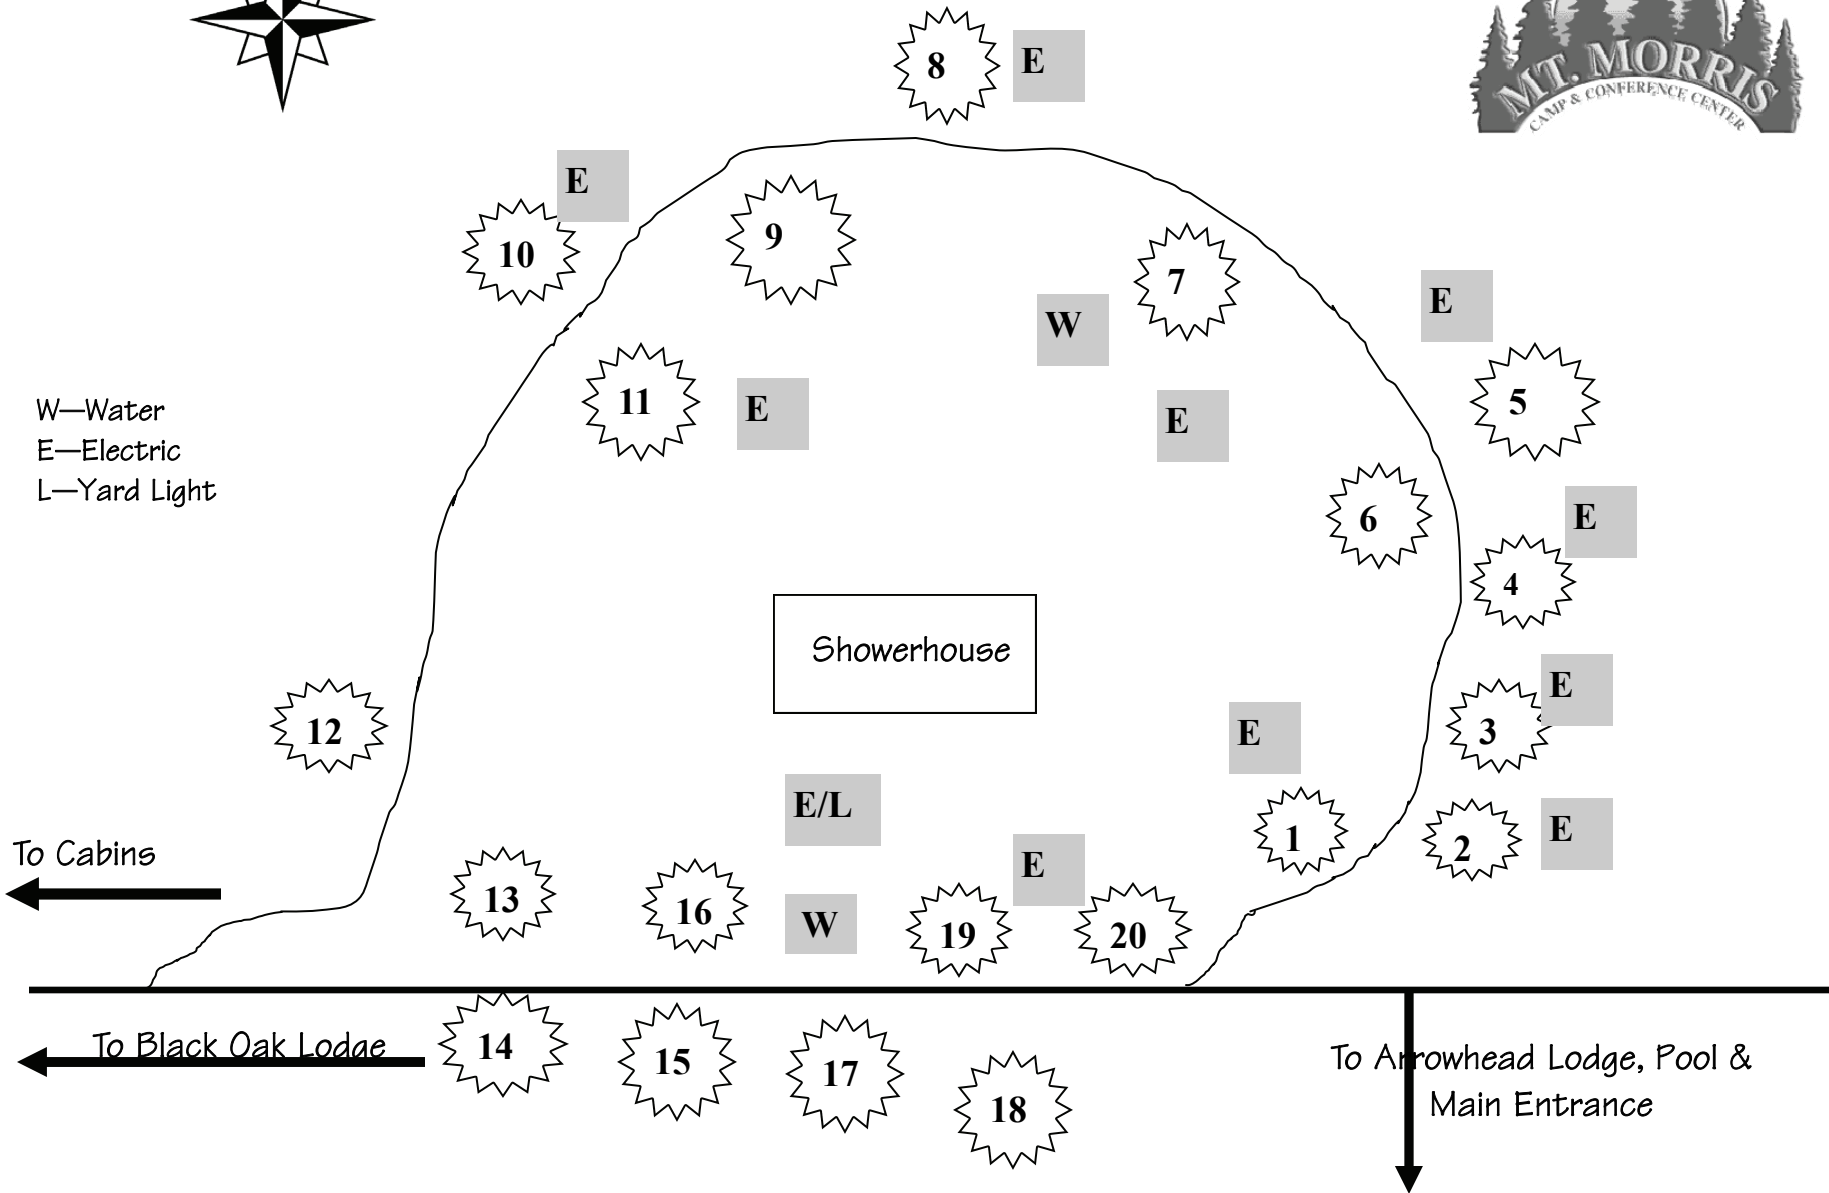 8
E
MT. MORRIS
CAMP & CONFERENCE CENTER
E
10
9
7
E
W
5
11
E
E
W—Water
E—Electric
L—Yard Light
6
E
4
Showerhouse
E
3
12
E
E/L
1
2
E
To Cabins
13
16
W
E
19
20
To Black Oak Lodge
14
15
17
18
To Arrowhead Lodge, Pool &
Main Entrance